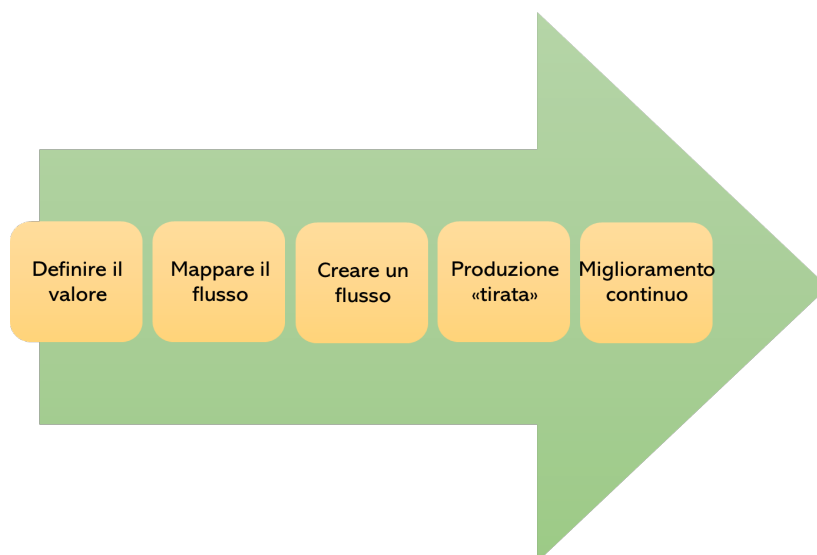 Definire il
valore
Mappare il
flusso
Creare un
flusso
Produzione
«tirata»
Miglioramento
continuo